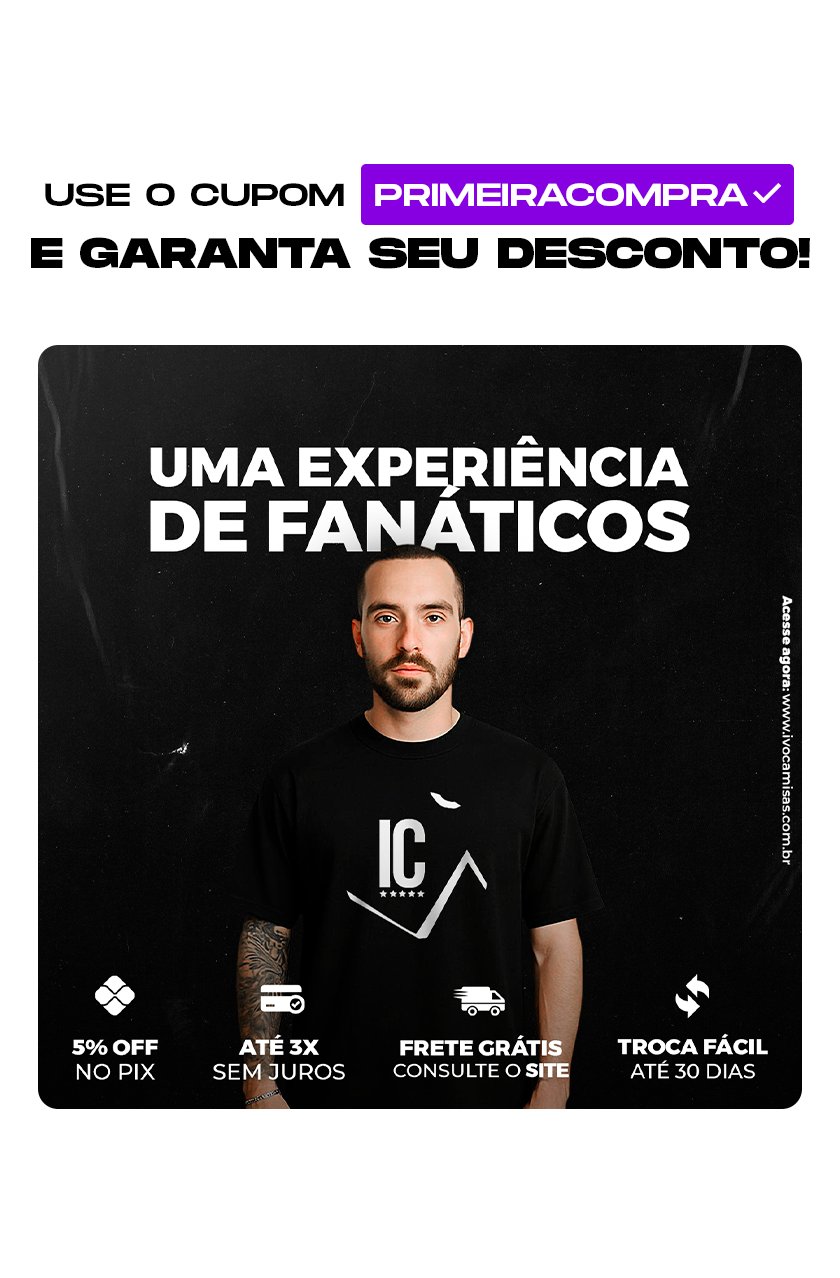 USE O CUPOM PRIMEIRACOMPRA
E GARANTA SEU DESCONTO!
UMA EXPERIÊNCIA
DE FANÁTICOS
Acesse agora: www.ivocamisas.com.br
IC
5% OFF
NO PIX
ATÉ 3X
SEM JUROS
FRETE GRÁTIS
CONSULTE O SITE
TROCA FÁCIL
ATÉ 30 DIAS